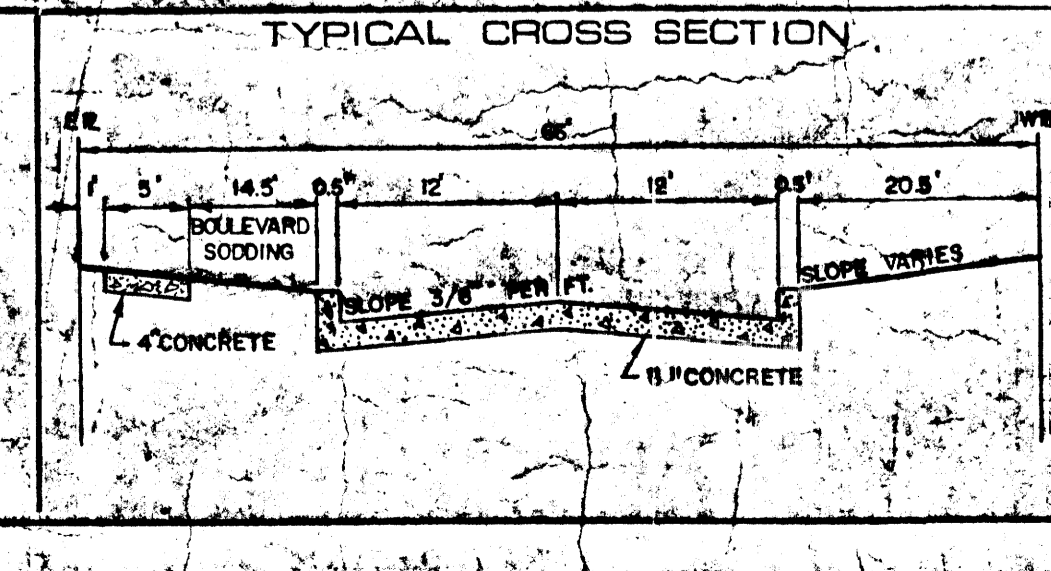 TYPICAL CROSS SECTION
66'
1' 5' 14.5' 0.5' 12' 12' 0.5' 20.5'
BOULEVARD
SODDING
SLOPE 3/8" PER FT.
SLOPE VARIES
4" CONCRETE
CONCRETE